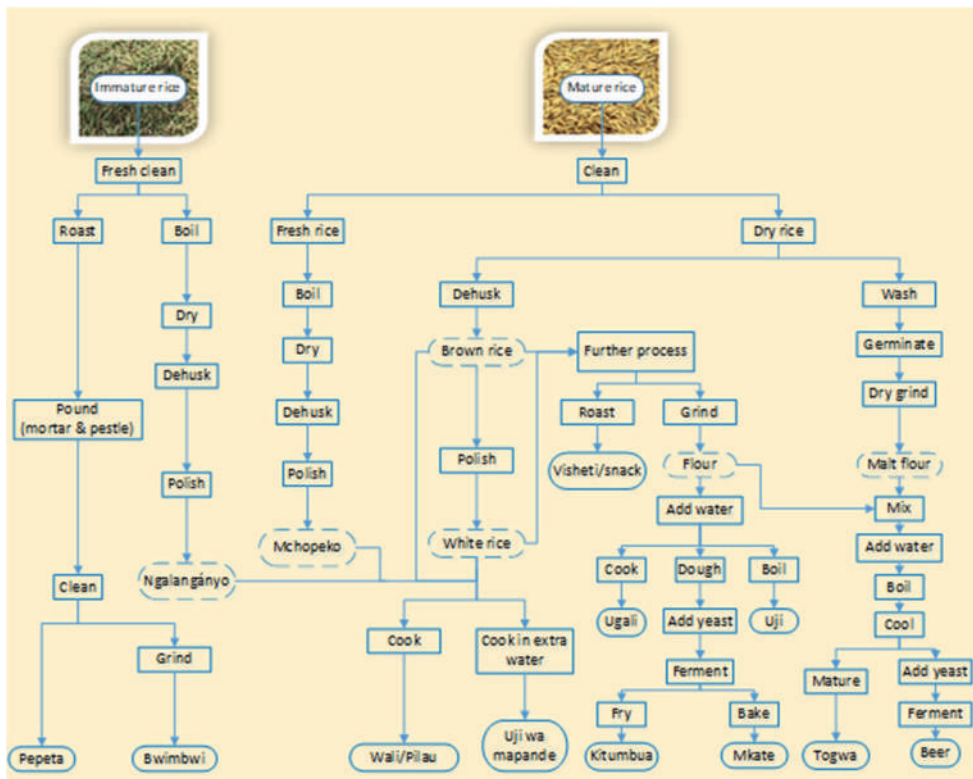 Immature rice
Mature rice
Fresh clean
Clean
Roast
Boil
Fresh rice
Dry rice
Boil
Dehusk
Wash
Dry
Brown rice
Further process
Germinate
Dry
Dehusk
Roast
Grind
Dry grind
Pound
(mortar & pestle)
Dehusk
Polish
Visheti/snack
Flour
Malt flour
Polish
Polish
Add water
Mix
Mchopeko
White rice
Add water
Ngalangányo
Cook
Dough
Boil
Clean
Boil
Ugali
Add yeast
Uji
Cool
Cook
Cook in extra
water
Grind
Ferment
Mature
Add yeast
Fry
Bake
Ferment
Pepeta
Bwimbwi
Wali/Pilau
Uji wa
mapande
Kitumbua
Mkate
Togwa
Beer